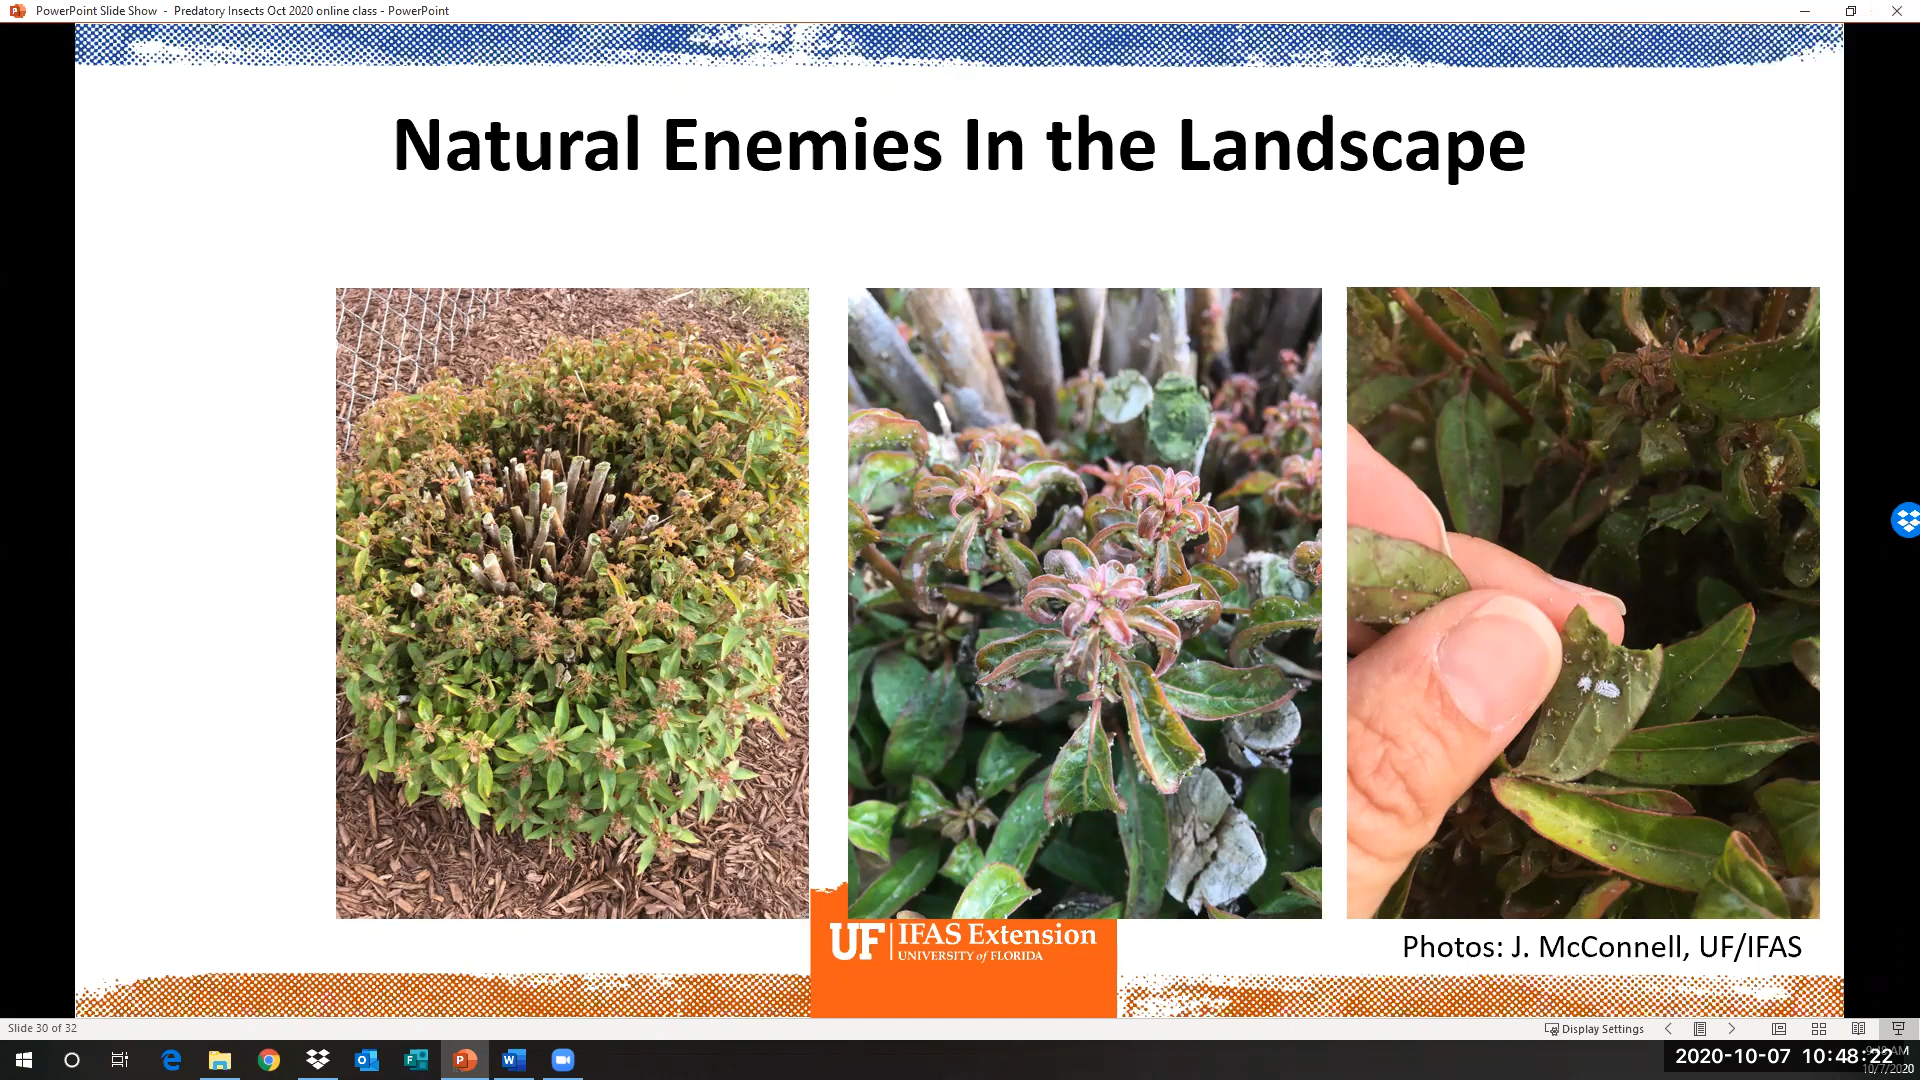 PowerPoint Slide Show - Predatory Insects Oct 2020 online class - PowerPoint
Natural Enemies In the Landscape
UF IFAS Extension
UNIVERSITY of FLORIDA
Photos: J. McConnell, UF/IFAS
Slide 30 of 32
Display Settings
2020-10-07 10:48:22
10/7/2020